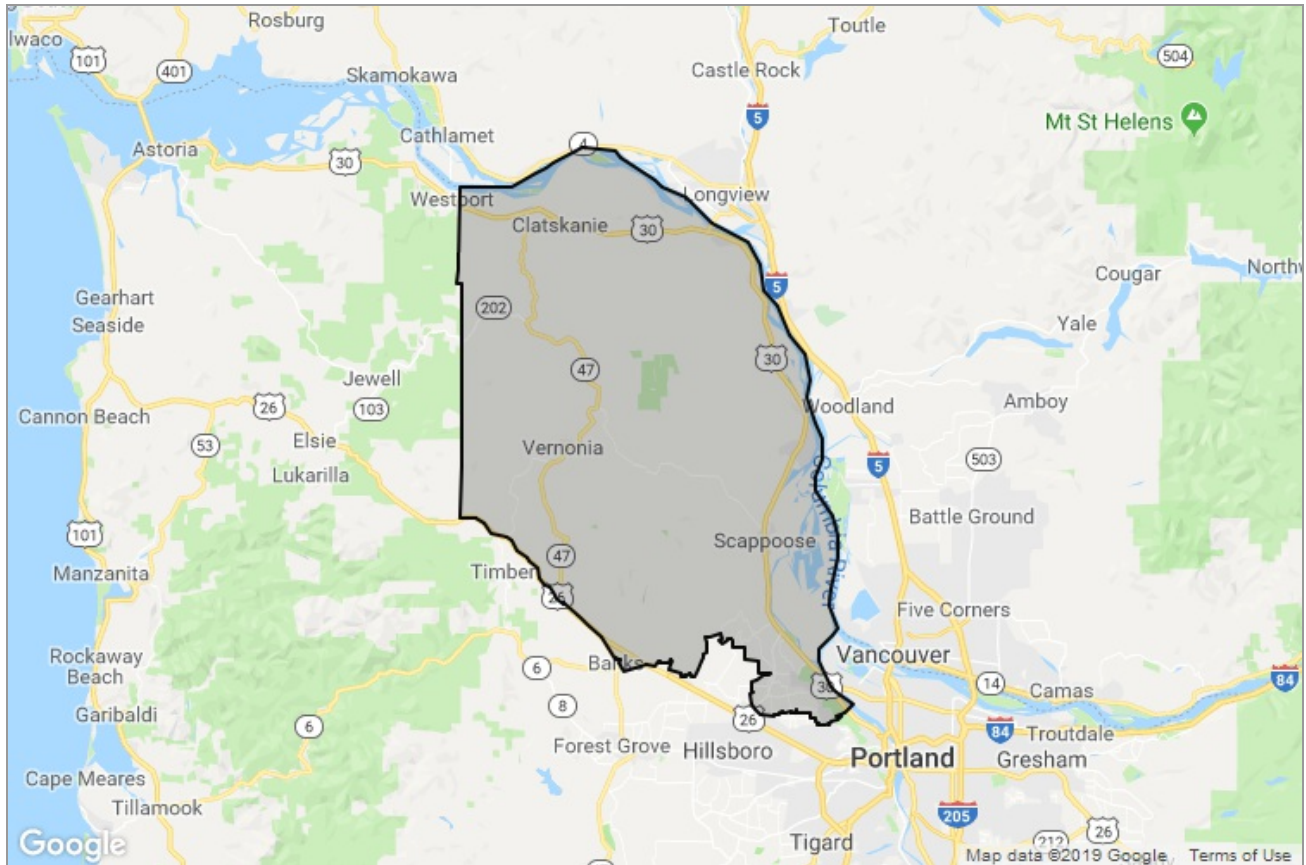 Rosburg
Toutle
lwaco
101
401
Skamokawa
Castle Rock
504
5
Mt St Helens
Cathlamet
4
Astoria
30
Westport
Longview
Clatskanie
30
Cougar
Northw
5
Gearhart
202
Seaside
Yale
30
47
Jewell
26
103
Woodland
Amboy
Cannon Beach
53
Elsie
Vernonia
503
5
Lukarilla
Columbia River
Battle Ground
101
Scappoose
47
Manzanita
Timber
26
Five Corners
Rockaway
Beach
Banks
Vancouver
6
84
30
14
Camas
Garibaldi
8
6
26
84
Troutdale
Forest Grove
Hillsboro
Portland
Gresham
Cape Meares
Tillamook
205
26
212
Tigard
Google
Map data ©2019 Google
Terms of Use